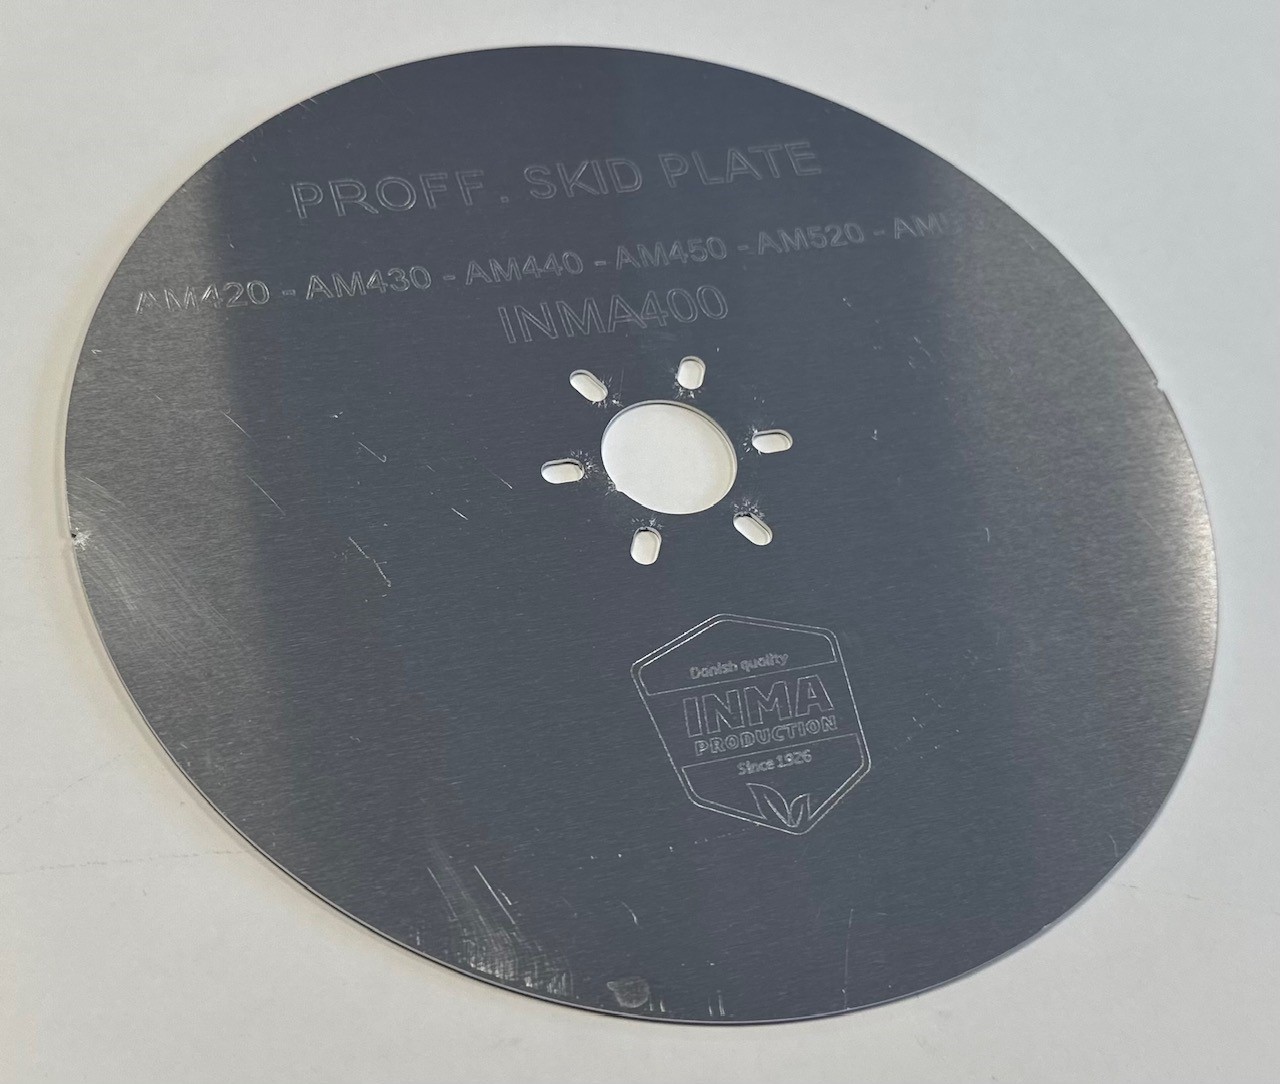 PROFF. SKID PLATE
AM420 - AM430 - AM440 - AM450 - AM520 -
INMA400
Danish quality
INMA
PRODUCTION
Since 1926